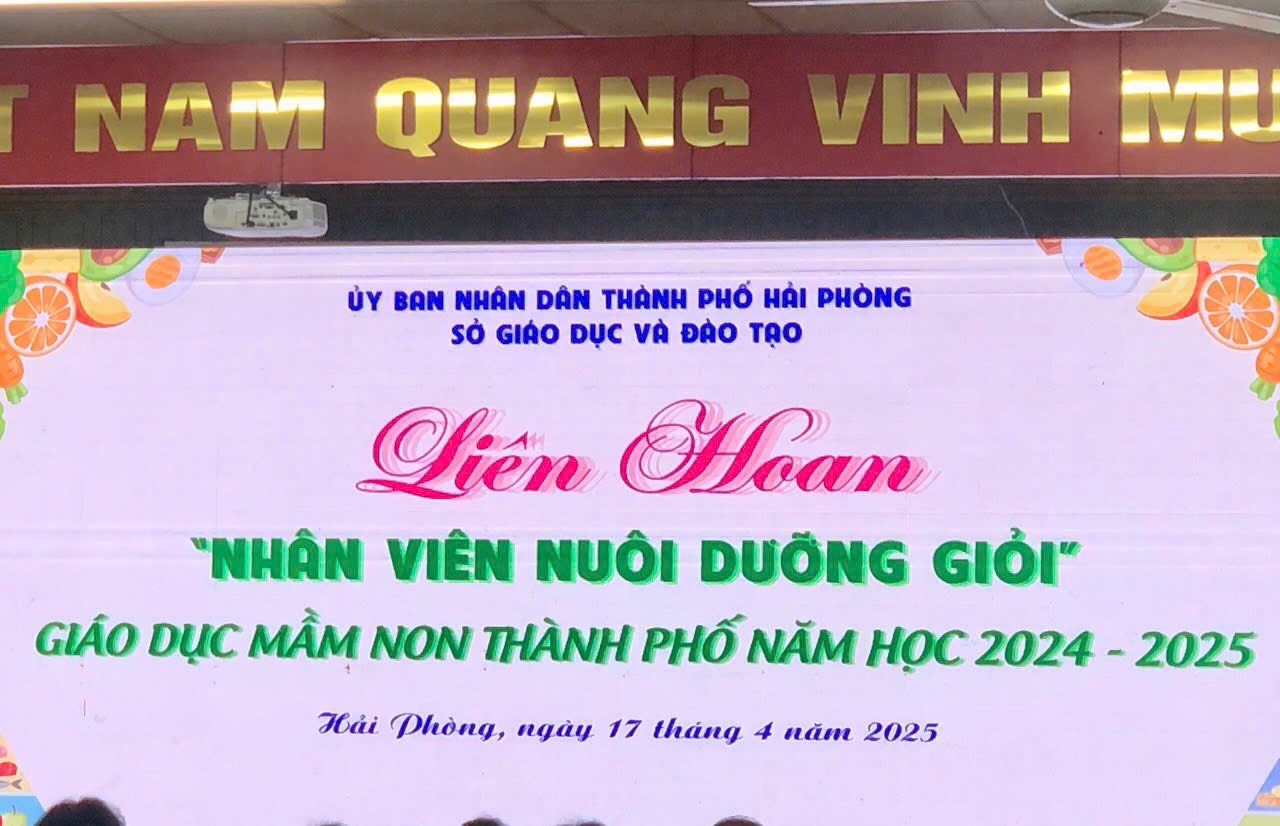 T NAM QUANG VINH MU
ỦY BAN NHÂN DÂN THÀNH PHỐ HẢI PHÒNG
SỞ GIÁO DỤC VÀ ĐÀO TẠO
Liên Hoan
"NHÂN VIÊN NUÔI DƯỠNG GIỎI"
GIÁO DỤC MẦM NON THÀNH PHỐ NĂM HỌC 2024 - 2025
Hải Phòng, ngày 17 tháng 4 năm 2025